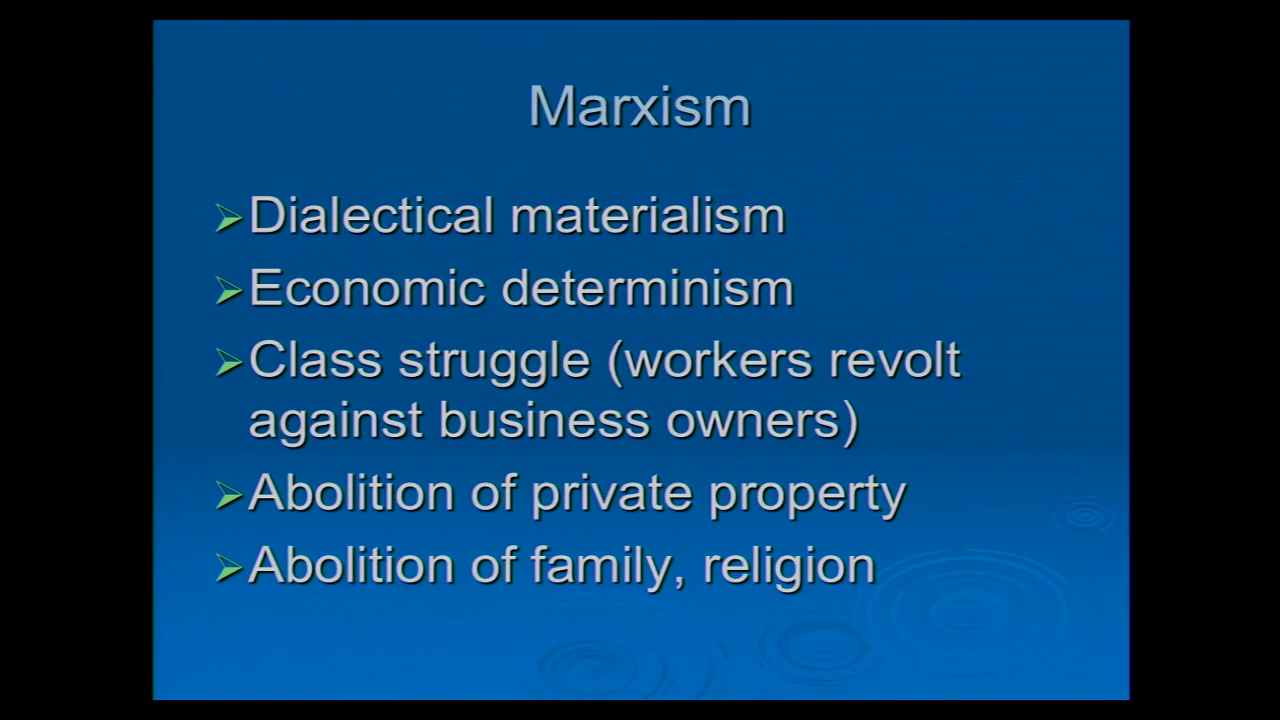 Marxism
Dialectical materialism
Economic determinism
Class struggle (workers revolt
against business owners)
Abolition of private property
Abolition of family, religion